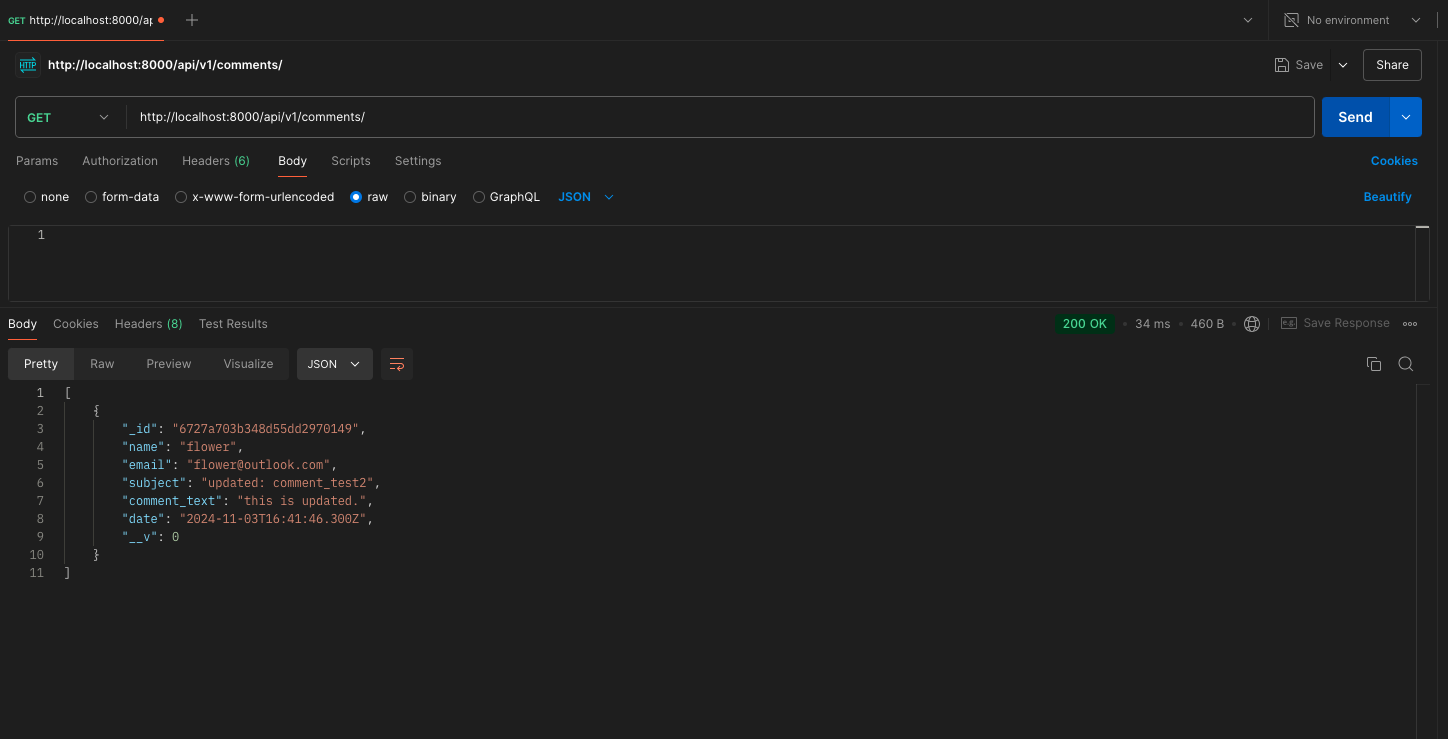 GET http://localhost:8000/ap
No environment
HTTP http://localhost:8000/api/v1/comments/
Save
Share
GET http://localhost:8000/api/v1/comments/
Send
Params Authorization Headers (6) Body Scripts Settings Cookies
none form-data x-www-form-urlencoded raw binary GraphQL JSON Beautify
1
Body Cookies Headers (8) Test Results 200 OK • 34 ms • 460 B • e.g. Save Response
Pretty Raw Preview Visualize JSON
1 [
2 {
3 "_id": "6727a703b348d55dd2970149",
4 "name": "flower",
5 "email": "flower@outlook.com",
6 "subject": "updated: comment_test2",
7 "comment_text": "this is updated.",
8 "date": "2024-11-03T16:41:46.300Z",
9 "__v": 0
10 }
11 ]